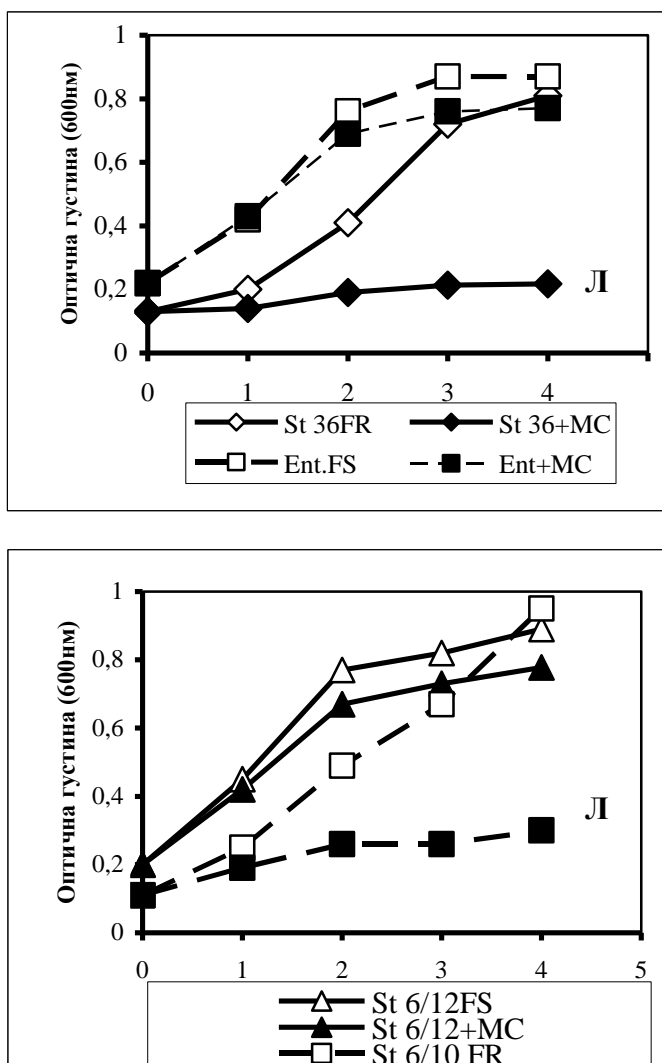 1
0,8
0,6
0,4
0,2
0
Оптична густина (600нм)
Л
0 1 2 3 4
St 36FR St 36+MC
Ent.FS Ent+MC
1
0,8
0,6
0,4
0,2
0
Оптична густина (600нм)
Л
0 1 2 3 4 5
St 6/12FS
St 6/12+MC
St 6/10 FR